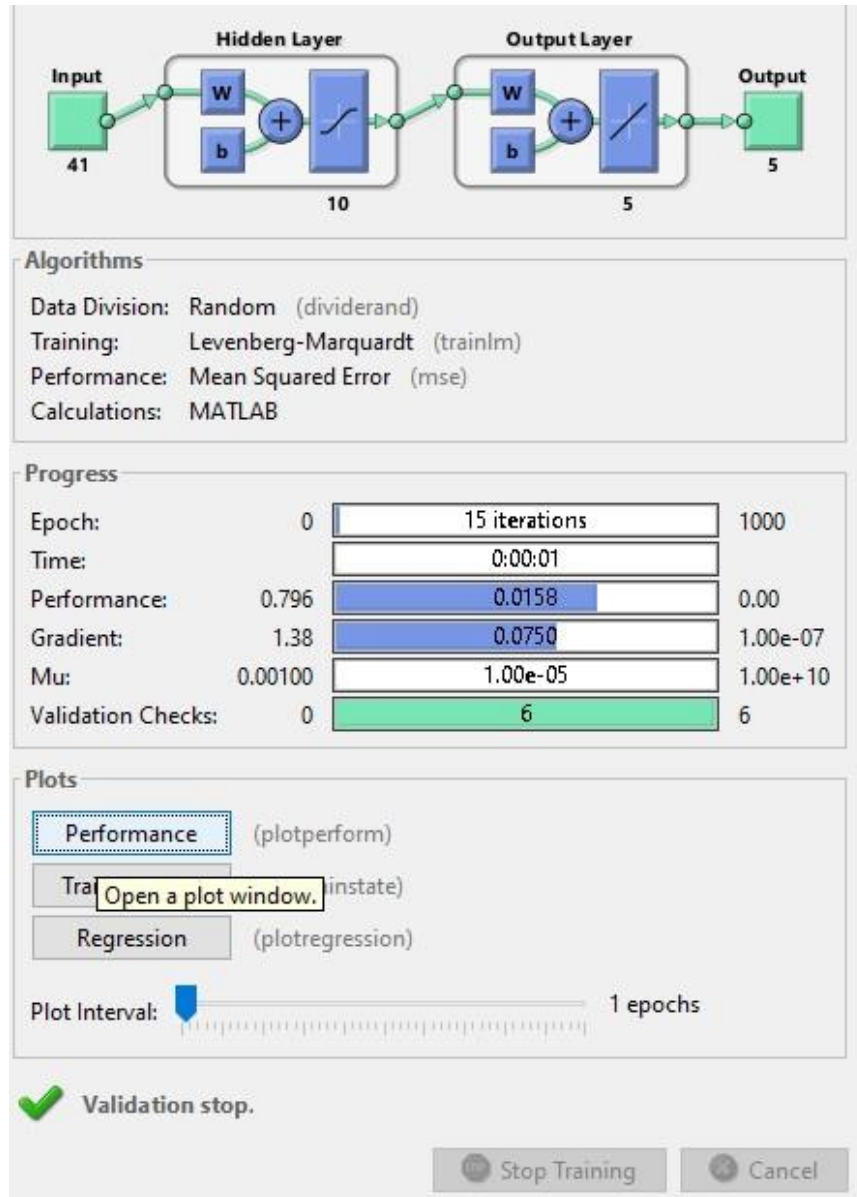 Hidden Layer Output Layer
Input Output
W W
b b
41 5
10 5
Algorithms
Data Division: Random (dividerand)
Training: Levenberg-Marquardt (trainlm)
Performance: Mean Squared Error (mse)
Calculations: MATLAB
Progress
Epoch: 0 15 iterations 1000
Time: 0:00:01
Performance: 0.796 0.0158 0.00
Gradient: 1.38 0.0750 1.00e-07
Mu: 0.00100 1.00e-05 1.00e+10
Validation Checks: 0 6 6
Plots
Performance (plotperform)
Trai Open a plot window. instate)
Regression (plotregression)
Plot Interval: 1 epochs
Validation stop.
Stop Training Cancel